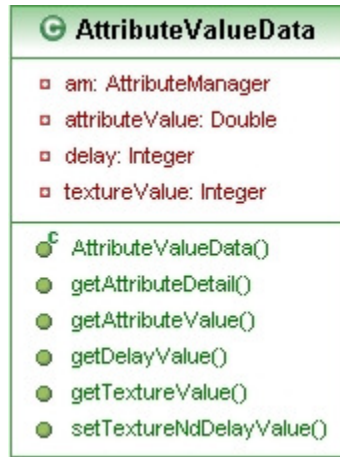 C AttributeValueData
am: AttributeManager
attributeValue: Double
delay: Integer
textureValue: Integer
C AttributeValueData()
getAttributeDetail()
getAttributeValue()
getDelayValue()
getTextureValue()
setTextureNdDelayValue()